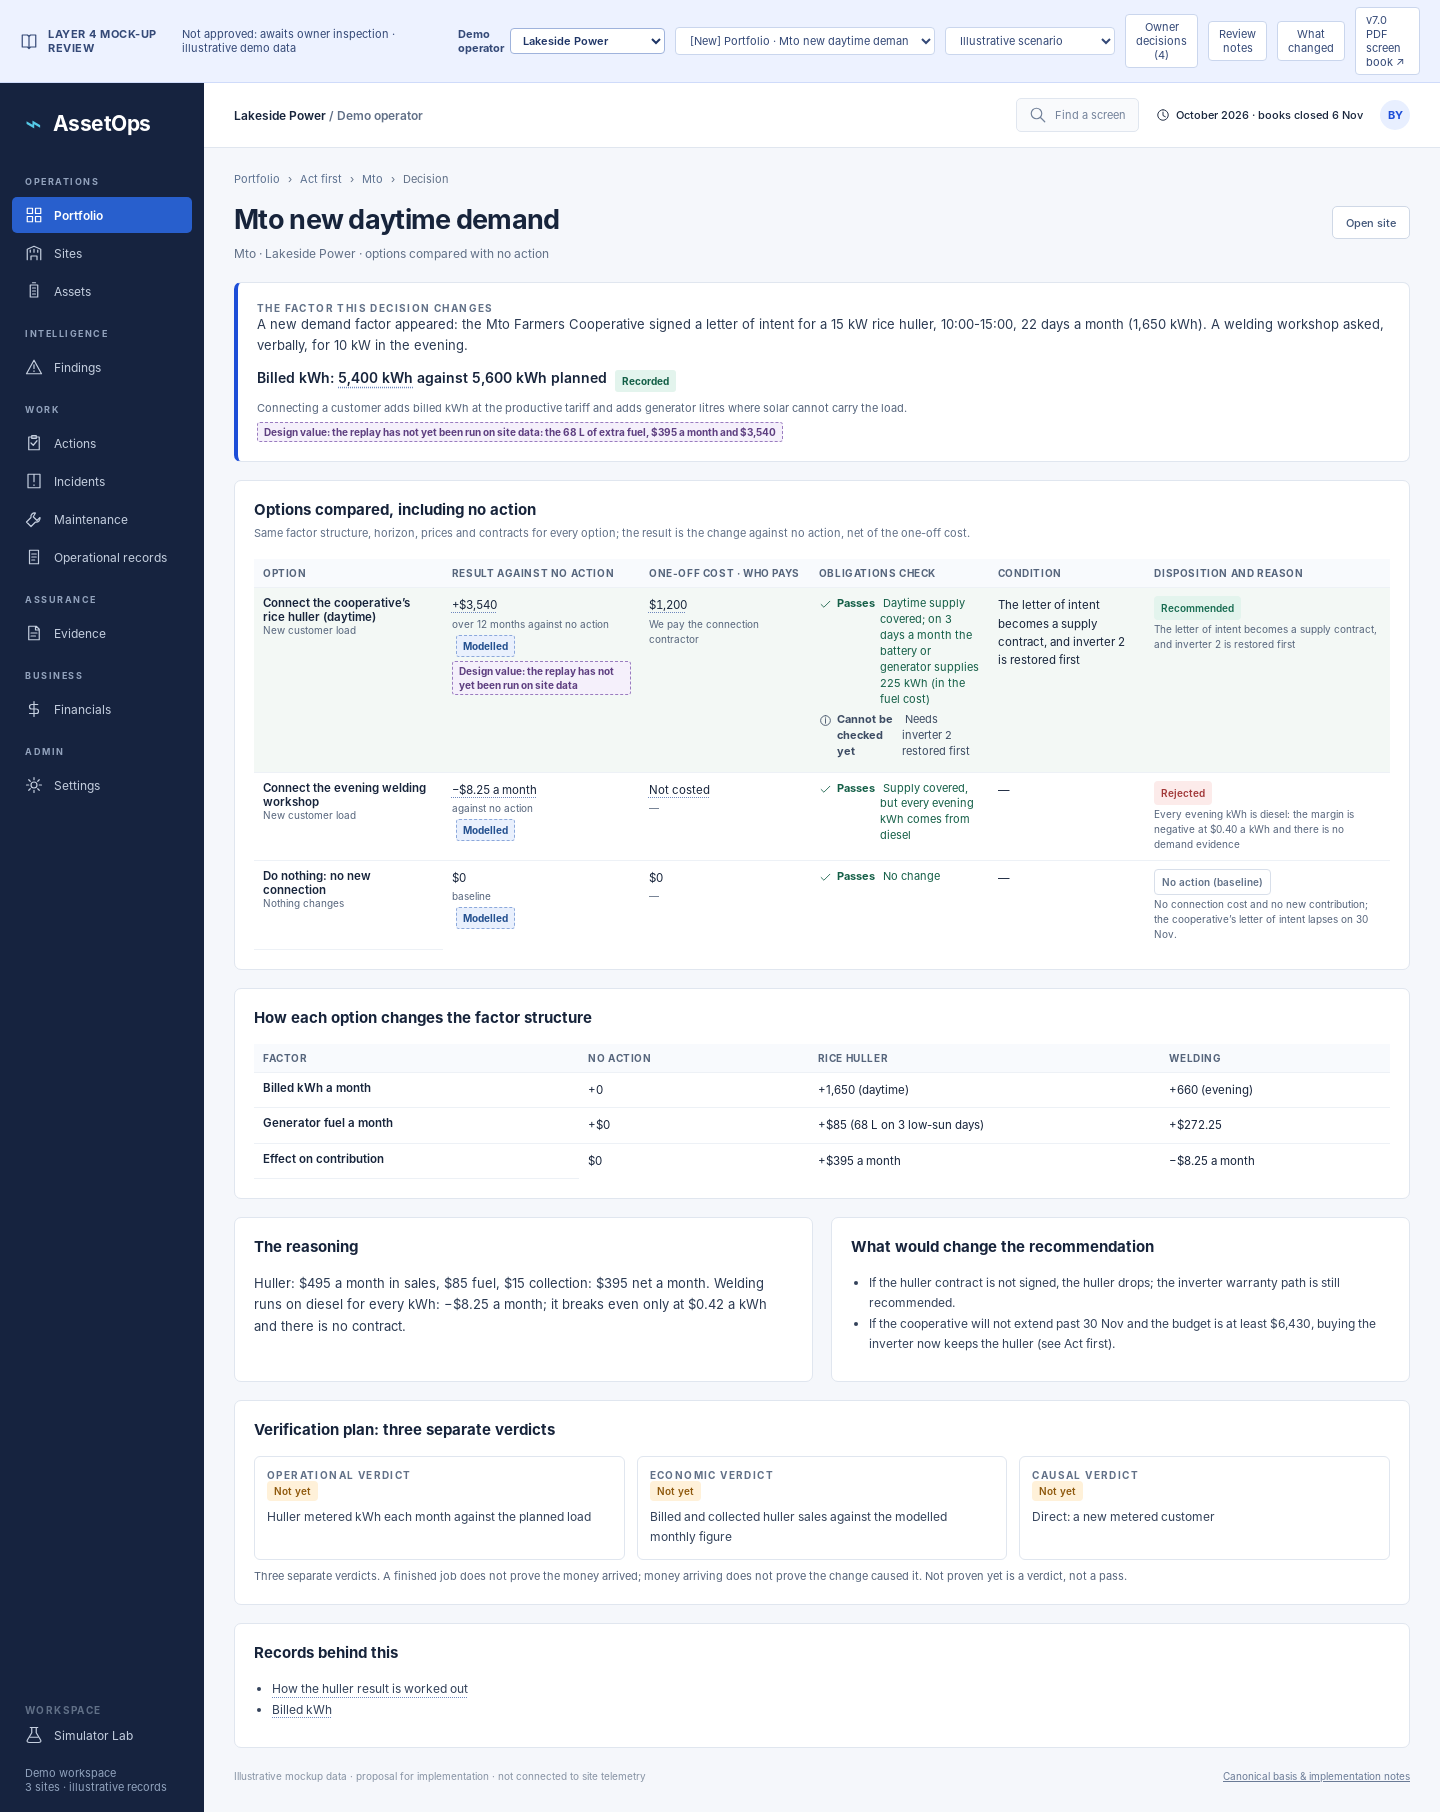 LAYER 4 MOCK-UP
REVIEW
Not approved: awaits owner inspection ·
illustrative demo data
Demo
operator
Lakeside Power
[New] Portfolio · Mto new daytime deman
Illustrative scenario
Owner
decisions
(4)
Review
notes
What
changed
v7.0
PDF
screen
book ↗
AssetOps
OPERATIONS
Portfolio
Sites
Assets
INTELLIGENCE
Findings
WORK
Actions
Incidents
Maintenance
Operational records
ASSURANCE
Evidence
BUSINESS
Financials
ADMIN
Settings
WORKSPACE
Simulator Lab
Demo workspace
3 sites · illustrative records
Lakeside Power / Demo operator
Find a screen
October 2026 · books closed 6 Nov
BY
Portfolio › Act first › Mto › Decision
Mto new daytime demand
Open site
Mto · Lakeside Power · options compared with no action
THE FACTOR THIS DECISION CHANGES
A new demand factor appeared: the Mto Farmers Cooperative signed a letter of intent for a 15 kW rice huller, 10:00-15:00, 22 days a month (1,650 kWh). A welding workshop asked,
verbally, for 10 kW in the evening.
Billed kWh: 5,400 kWh against 5,600 kWh planned Recorded
Connecting a customer adds billed kWh at the productive tariff and adds generator litres where solar cannot carry the load.
Design value: the replay has not yet been run on site data: the 68 L of extra fuel, $395 a month and $3,540
Options compared, including no action
Same factor structure, horizon, prices and contracts for every option; the result is the change against no action, net of the one-off cost.
OPTION RESULT AGAINST NO ACTION ONE-OFF COST · WHO PAYS OBLIGATIONS CHECK CONDITION DISPOSITION AND REASON
Connect the cooperative's
rice huller (daytime)
New customer load
+$3,540
over 12 months against no action
Modelled
Design value: the replay has not
yet been run on site data
$1,200
We pay the connection
contractor
Passes Daytime supply
covered; on 3
days a month the
battery or
generator supplies
225 kWh (in the
fuel cost)
Cannot be
checked
yet
Needs
inverter 2
restored first
The letter of intent
becomes a supply
contract, and inverter 2
is restored first
Recommended
The letter of intent becomes a supply contract,
and inverter 2 is restored first
Connect the evening welding
workshop
New customer load
−$8.25 a month
against no action
Modelled
Not costed
—
Passes Supply covered,
but every evening
kWh comes from
diesel
—
Rejected
Every evening kWh is diesel: the margin is
negative at $0.40 a kWh and there is no
demand evidence
Do nothing: no new
connection
Nothing changes
$0
baseline
Modelled
$0
—
Passes No change
—
No action (baseline)
No connection cost and no new contribution;
the cooperative's letter of intent lapses on 30
Nov.
How each option changes the factor structure
FACTOR NO ACTION RICE HULLER WELDING
Billed kWh a month +0 +1,650 (daytime) +660 (evening)
Generator fuel a month +$0 +$85 (68 L on 3 low-sun days) +$272.25
Effect on contribution $0 +$395 a month −$8.25 a month
The reasoning
Huller: $495 a month in sales, $85 fuel, $15 collection: $395 net a month. Welding
runs on diesel for every kWh: −$8.25 a month; it breaks even only at $0.42 a kWh
and there is no contract.
What would change the recommendation
• If the huller contract is not signed, the huller drops; the inverter warranty path is still
recommended.
• If the cooperative will not extend past 30 Nov and the budget is at least $6,430, buying the
inverter now keeps the huller (see Act first).
Verification plan: three separate verdicts
OPERATIONAL VERDICT
Not yet
Huller metered kWh each month against the planned load
ECONOMIC VERDICT
Not yet
Billed and collected huller sales against the modelled
monthly figure
CAUSAL VERDICT
Not yet
Direct: a new metered customer
Three separate verdicts. A finished job does not prove the money arrived; money arriving does not prove the change caused it. Not proven yet is a verdict, not a pass.
Records behind this
• How the huller result is worked out
• Billed kWh
Illustrative mockup data · proposal for implementation · not connected to site telemetry
Canonical basis & implementation notes